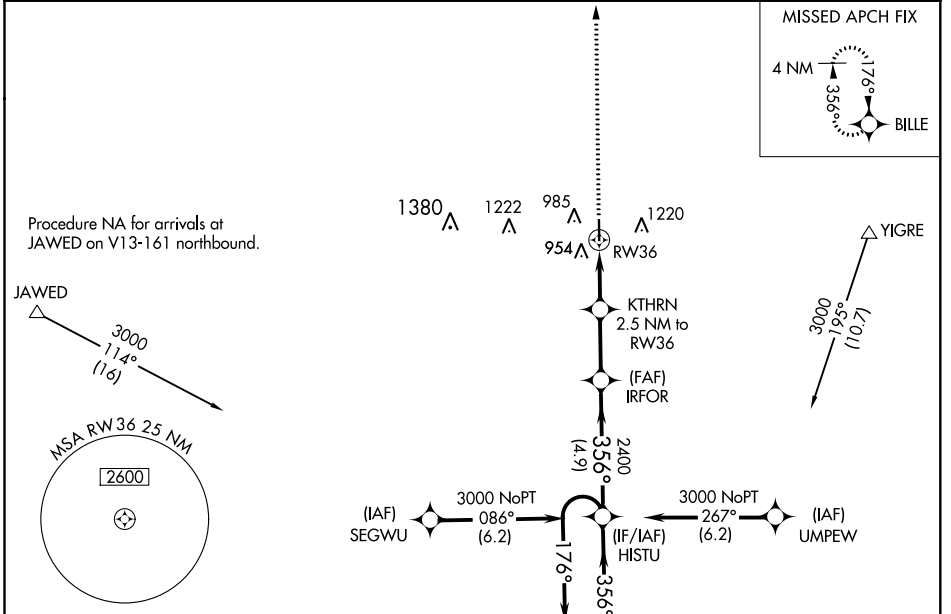 MISSED APCH FIX
4 NM
176°
356°
BILLE
Procedure NA for arrivals at
JAWED on V13-161 northbound.
1380
1222
985
1220
954
RW36
YIGRE
JAWED
3000
114°
(16)
3000
195°
(10.7)
KTHRN
2.5 NM to
RW36
(FAF)
IRFOR
MSA RW36 25 NM
2600
2400
356°
(4.9)
(IAF)
SEGWU
3000 NoPT
086°
(6.2)
(IF/IAF)
HISTU
3000 NoPT
267°
(6.2)
(IAF)
UMPEW
176°
356°